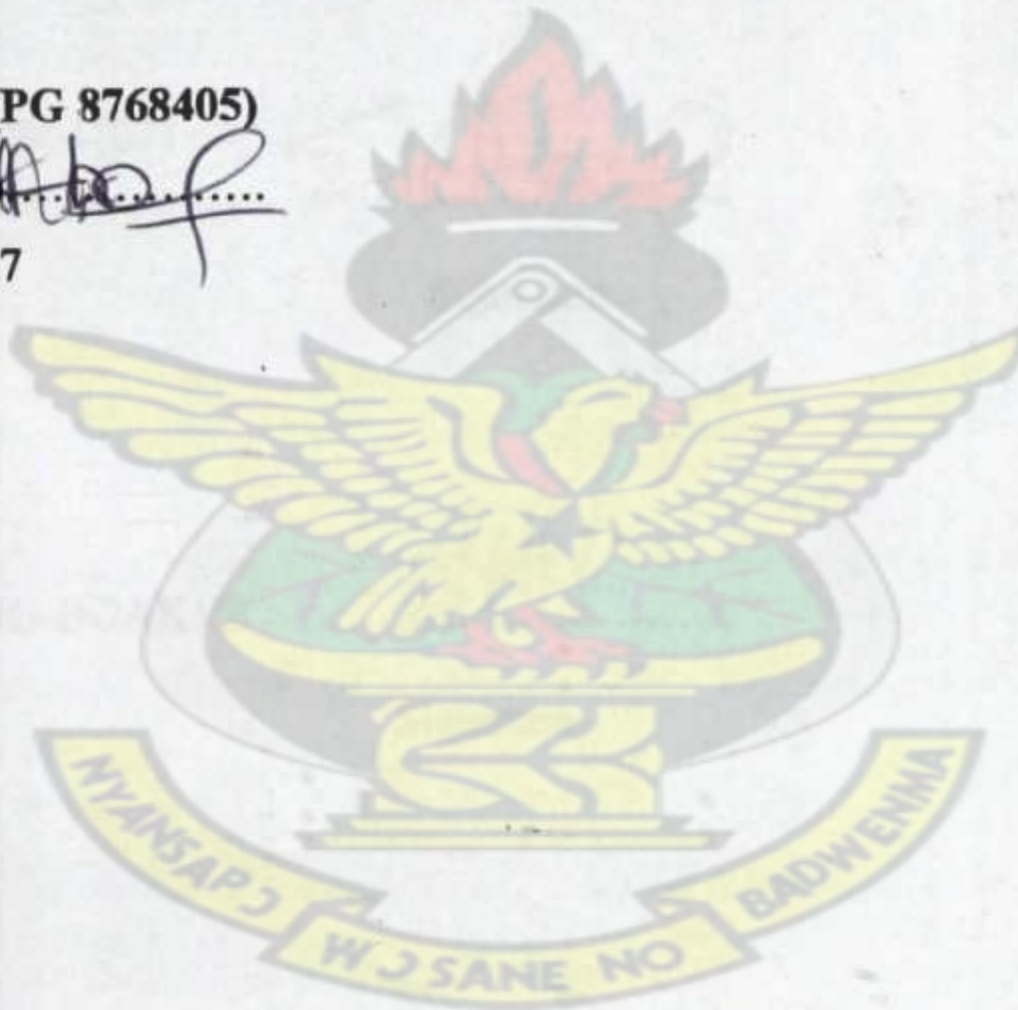 PG 8768405)
..................
7
NYANSAPƆ
WƆSANE NO
BADWENMA